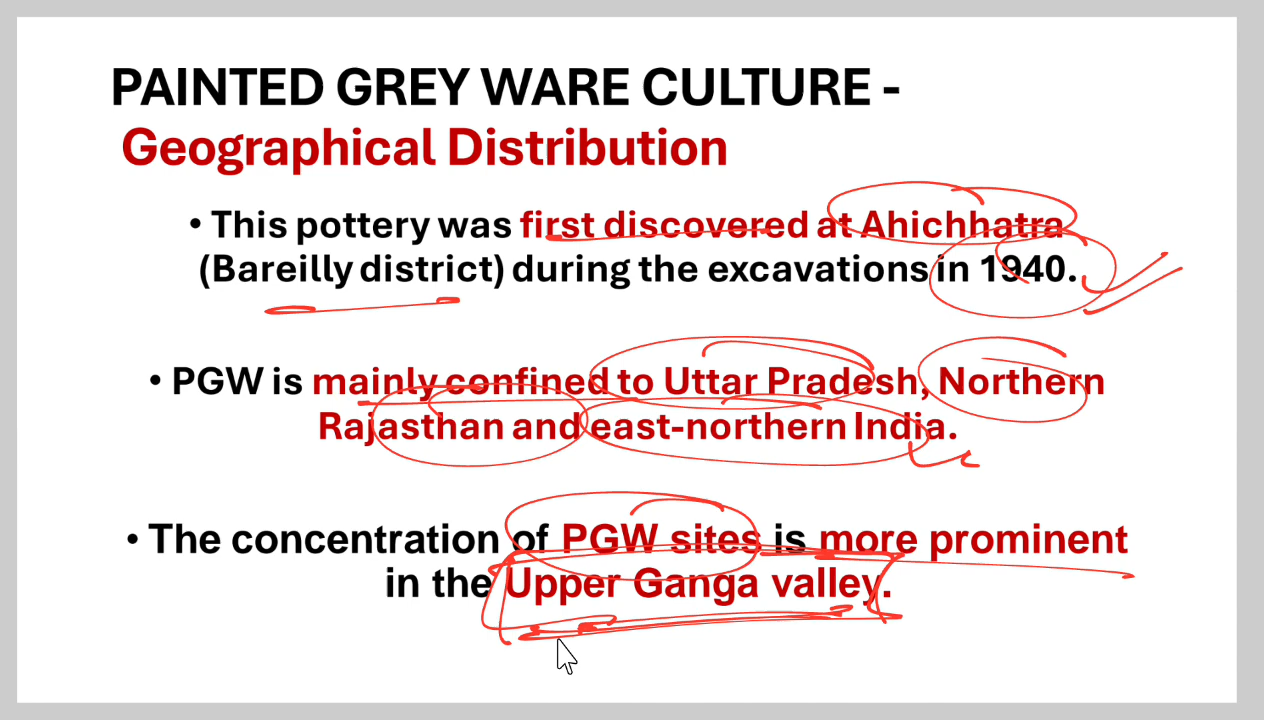 PAINTED GREY WARE CULTURE -
Geographical Distribution
• This pottery was first discovered at Ahichhatra
(Bareilly district) during the excavations in 1940.
• PGW is mainly confined to Uttar Pradesh, Northern
Rajasthan and east-northern India.
• The concentration of PGW sites is more prominent
in the Upper Ganga valley.